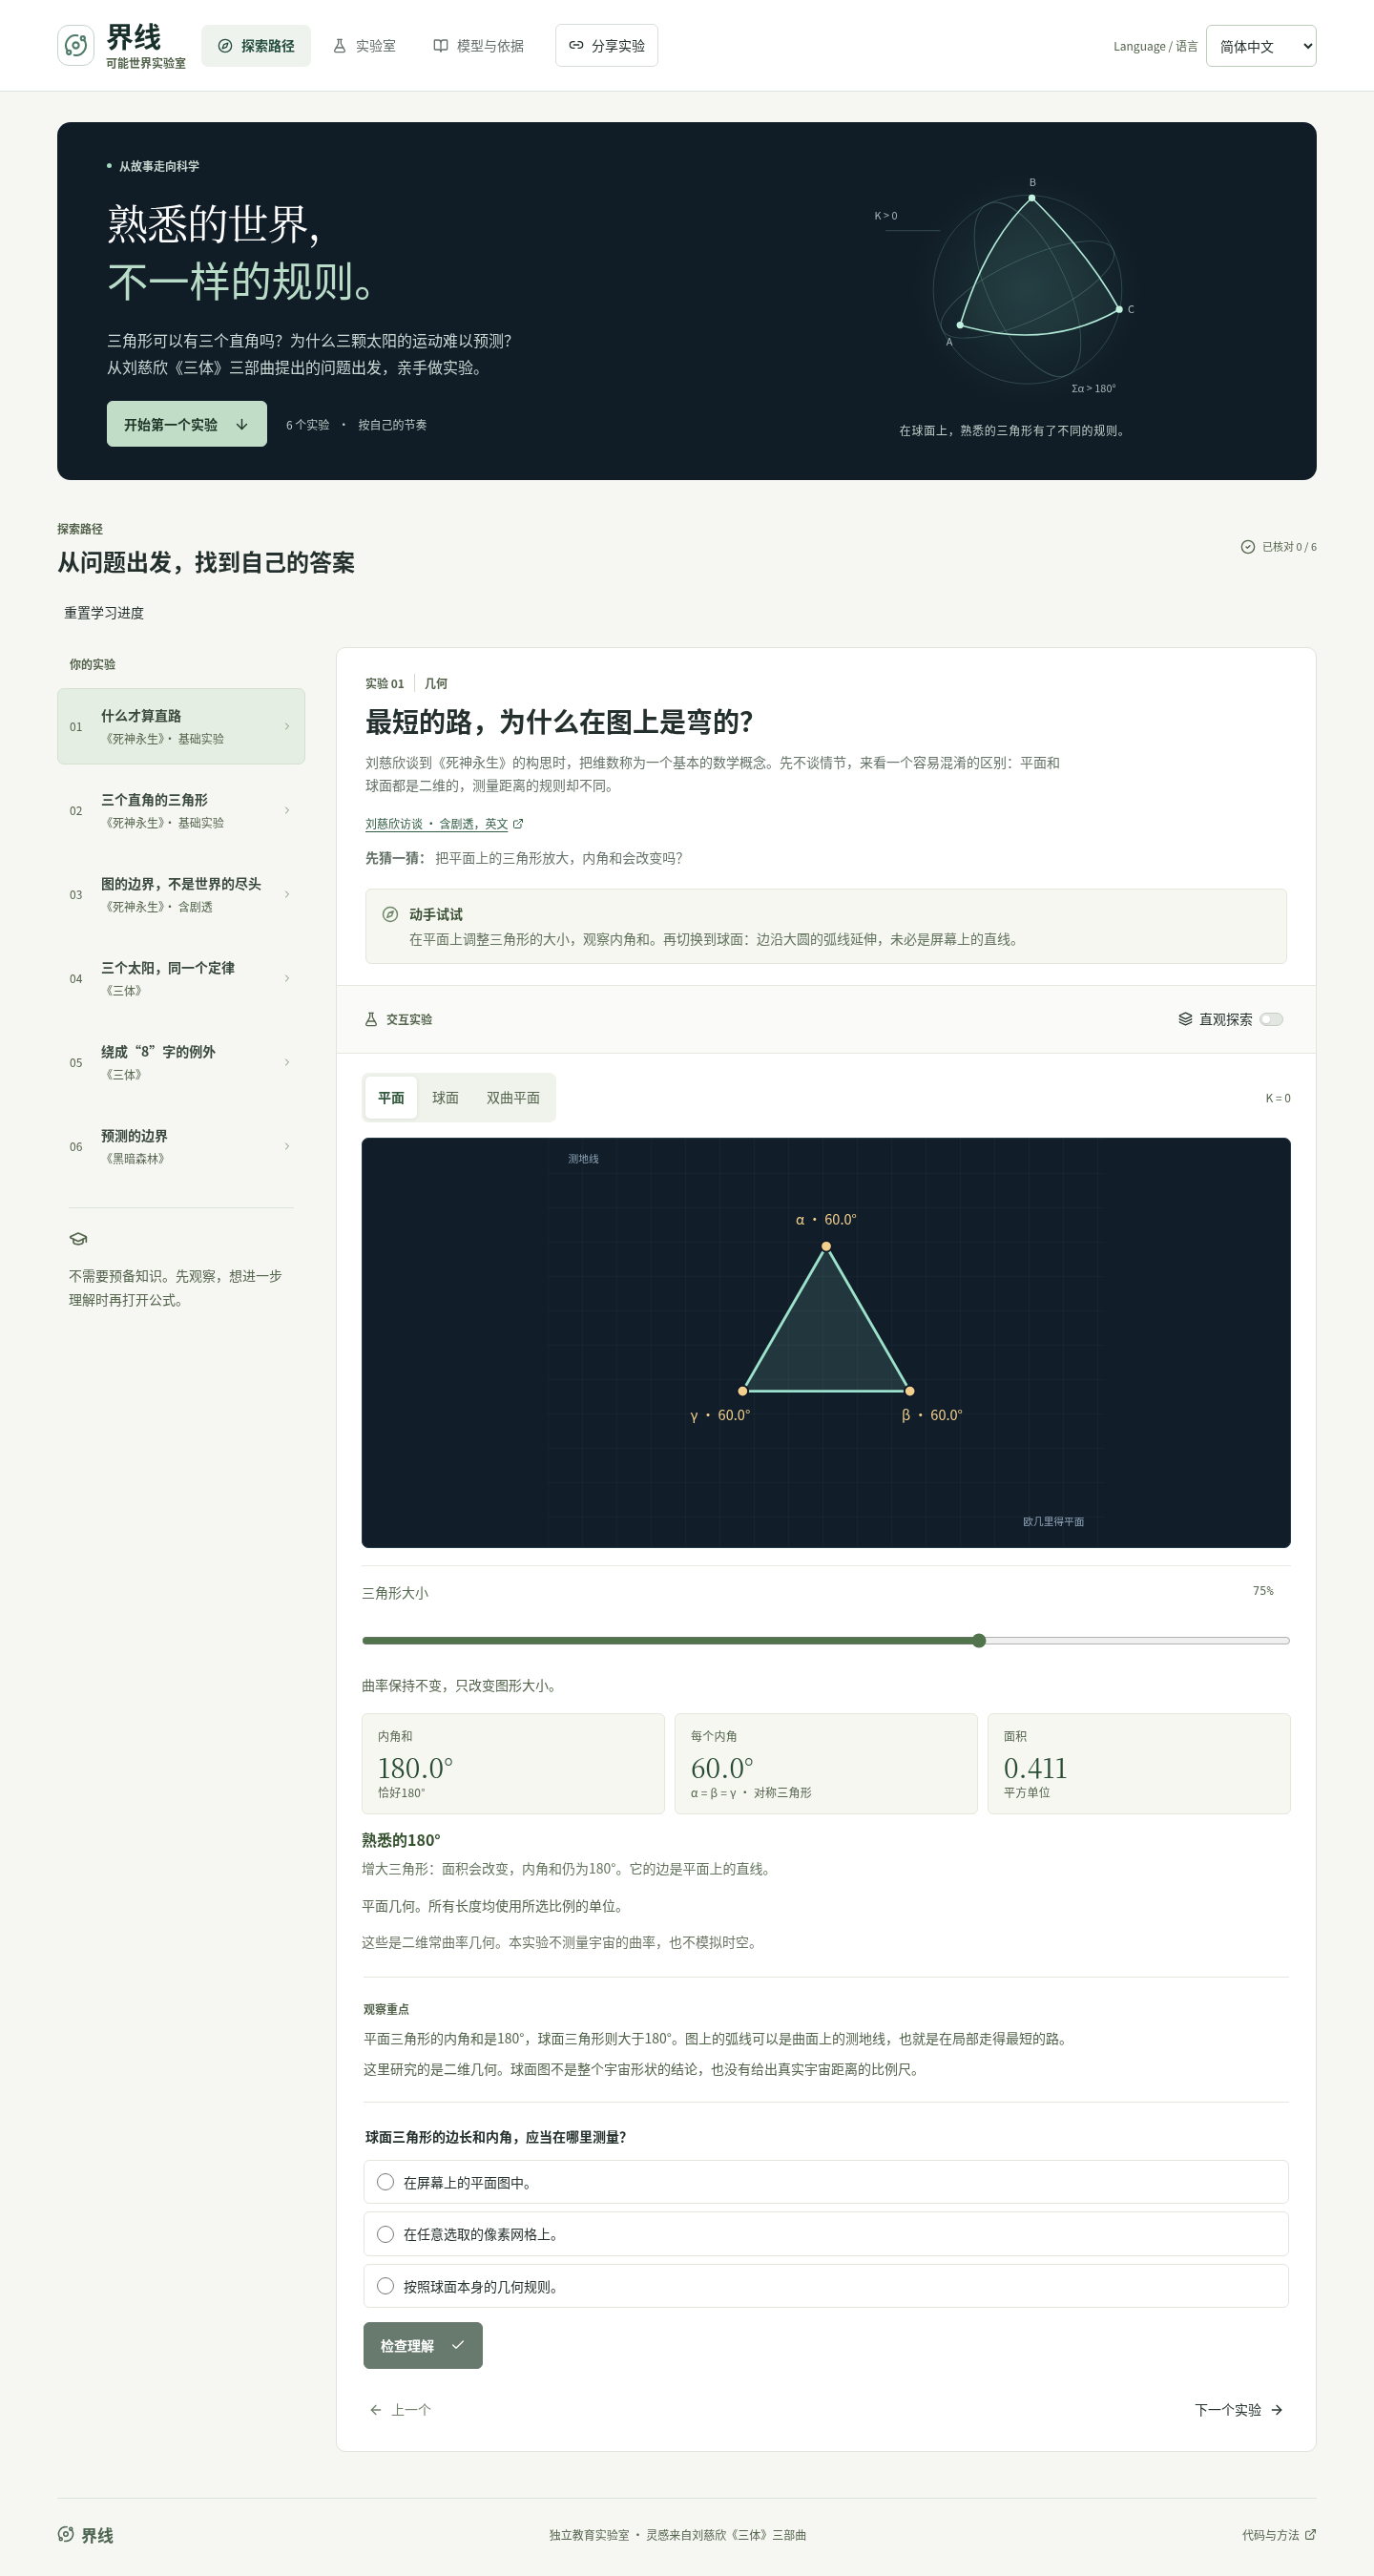 界线
可能世界实验室
探索路径
实验室
模型与依据
分享实验
Language / 语言
简体中文
从故事走向科学
熟悉的世界，
不一样的规则。
三角形可以有三个直角吗？为什么三颗太阳的运动难以预测？
从刘慈欣《三体》三部曲提出的问题出发，亲手做实验。
开始第一个实验
6 个实验 · 按自己的节奏
B
K > 0
C
A
Σα > 180°
在球面上，熟悉的三角形有了不同的规则。
探索路径
从问题出发，找到自己的答案
已核对 0 / 6
重置学习进度
你的实验
01
什么才算直路
《死神永生》· 基础实验
02
三个直角的三角形
《死神永生》· 基础实验
03
图的边界，不是世界的尽头
《死神永生》· 含剧透
04
三个太阳，同一个定律
《三体》
05
绕成“8”字的例外
《三体》
06
预测的边界
《黑暗森林》
不需要预备知识。先观察，想进一步
理解时再打开公式。
实验 01
几何
最短的路，为什么在图上是弯的？
刘慈欣谈到《死神永生》的构思时，把维数称为一个基本的数学概念。先不谈情节，来看一个容易混淆的区别：平面和
球面都是二维的，测量距离的规则却不同。
刘慈欣访谈 · 含剧透，英文
先猜一猜： 把平面上的三角形放大，内角和会改变吗？
动手试试
在平面上调整三角形的大小，观察内角和。再切换到球面：边沿大圆的弧线延伸，未必是屏幕上的直线。
交互实验
直观探索
平面
球面
双曲平面
K = 0
测地线
α · 60.0°
γ · 60.0°
β · 60.0°
欧几里得平面
三角形大小
75%
曲率保持不变，只改变图形大小。
内角和
180.0°
恰好180°
每个内角
60.0°
α = β = γ · 对称三角形
面积
0.411
平方单位
熟悉的180°
增大三角形：面积会改变，内角和仍为180°。它的边是平面上的直线。
平面几何。所有长度均使用所选比例的单位。
这些是二维常曲率几何。本实验不测量宇宙的曲率，也不模拟时空。
观察重点
平面三角形的内角和是180°，球面三角形则大于180°。图上的弧线可以是曲面上的测地线，也就是在局部走得最短的路。
这里研究的是二维几何。球面图不是整个宇宙形状的结论，也没有给出真实宇宙距离的比例尺。
球面三角形的边长和内角，应当在哪里测量？
在屏幕上的平面图中。
在任意选取的像素网格上。
按照球面本身的几何规则。
检查理解
上一个
下一个实验
界线
独立教育实验室 · 灵感来自刘慈欣《三体》三部曲
代码与方法